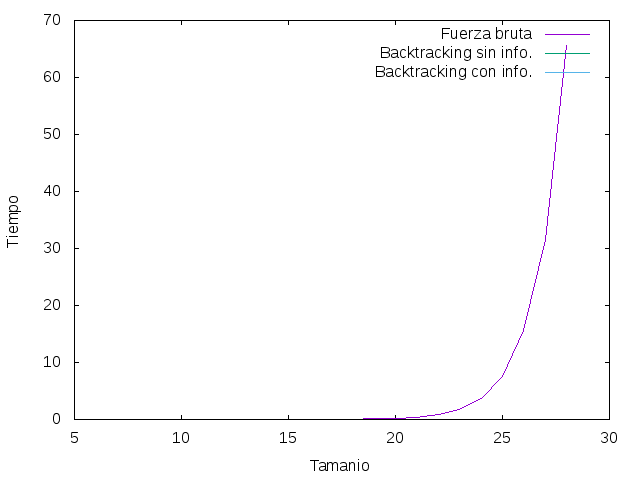 70
60
50
40
30
20
10
0
5 10 15 20 25 30
Tiempo
Tamanio
Fuerza bruta
Backtracking sin info.
Backtracking con info.